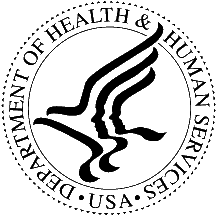 DEPARTMENT OF HEALTH & HUMAN SERVICES
· USA ·